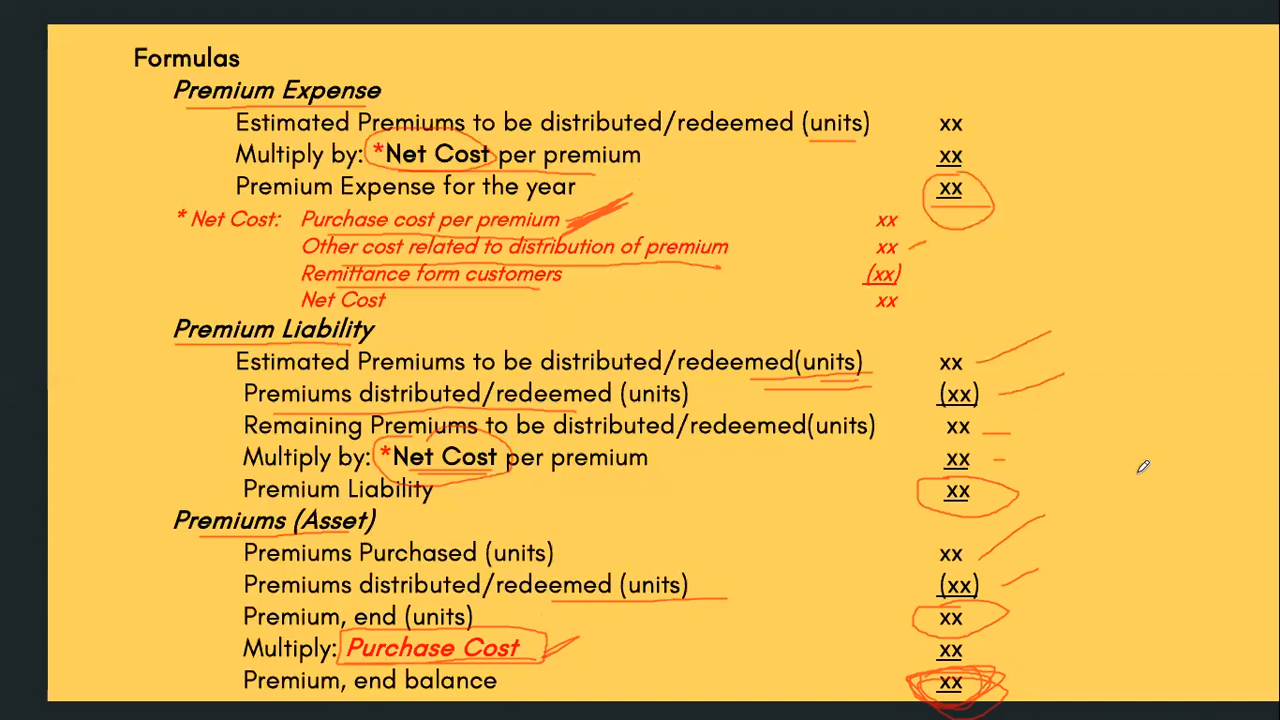 Formulas
Premium Expense
Estimated Premiums to be distributed/redeemed (units) xx
Multiply by: *Net Cost per premium xx
Premium Expense for the year xx
* Net Cost: Purchase cost per premium xx
Other cost related to distribution of premium xx
Remittance form customers (xx)
Net Cost xx
Premium Liability
Estimated Premiums to be distributed/redeemed(units) xx
Premiums distributed/redeemed (units) (xx)
Remaining Premiums to be distributed/redeemed(units) xx
Multiply by: *Net Cost per premium xx
Premium Liability xx
Premiums (Asset)
Premiums Purchased (units) xx
Premiums distributed/redeemed (units) (xx)
Premium, end (units) xx
Multiply: Purchase Cost xx
Premium, end balance xx